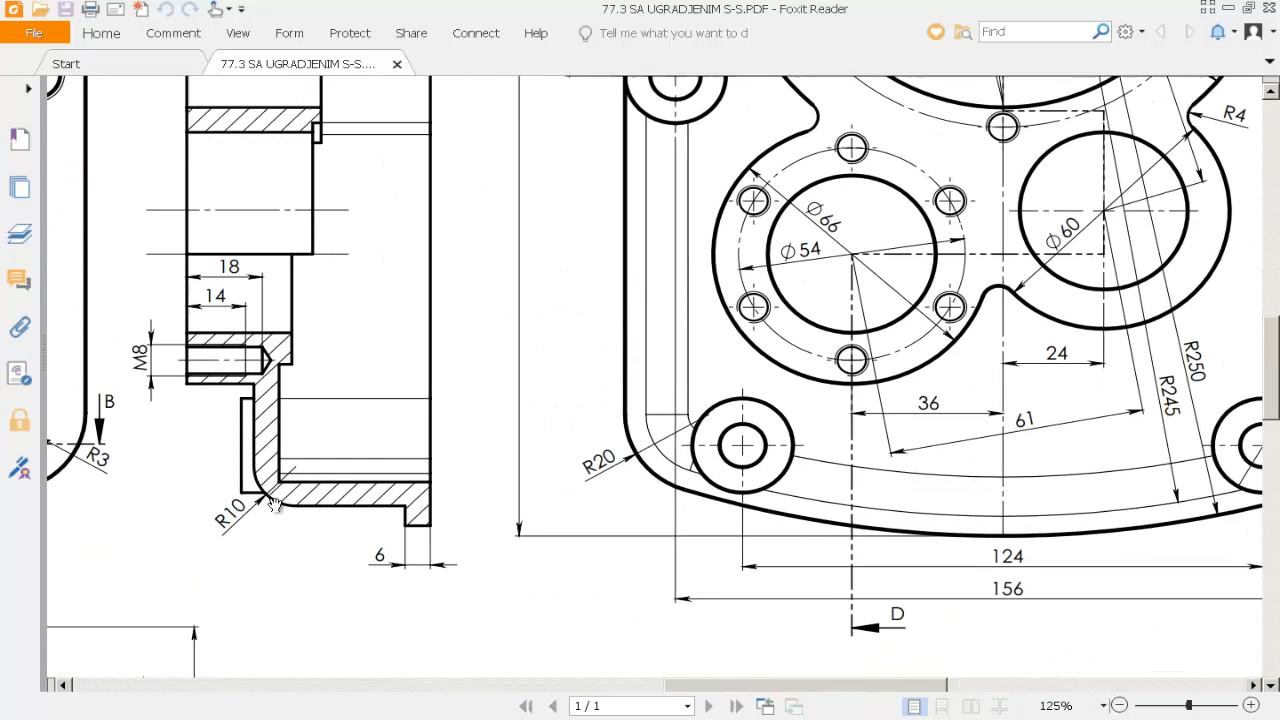 77.3 SA UGRADJENIM S-S.PDF - Foxit Reader
File Home Comment View Form Protect Share Connect Help Tell me what you want to d Find
Start 77.3 SA UGRADJENIM S-S....
R4
Ø 66
Ø 60
Ø 54
18
14
M8
24
R250
R245
B
36
61
R3
R20
R10
6
124
156
D
1 / 1 125%